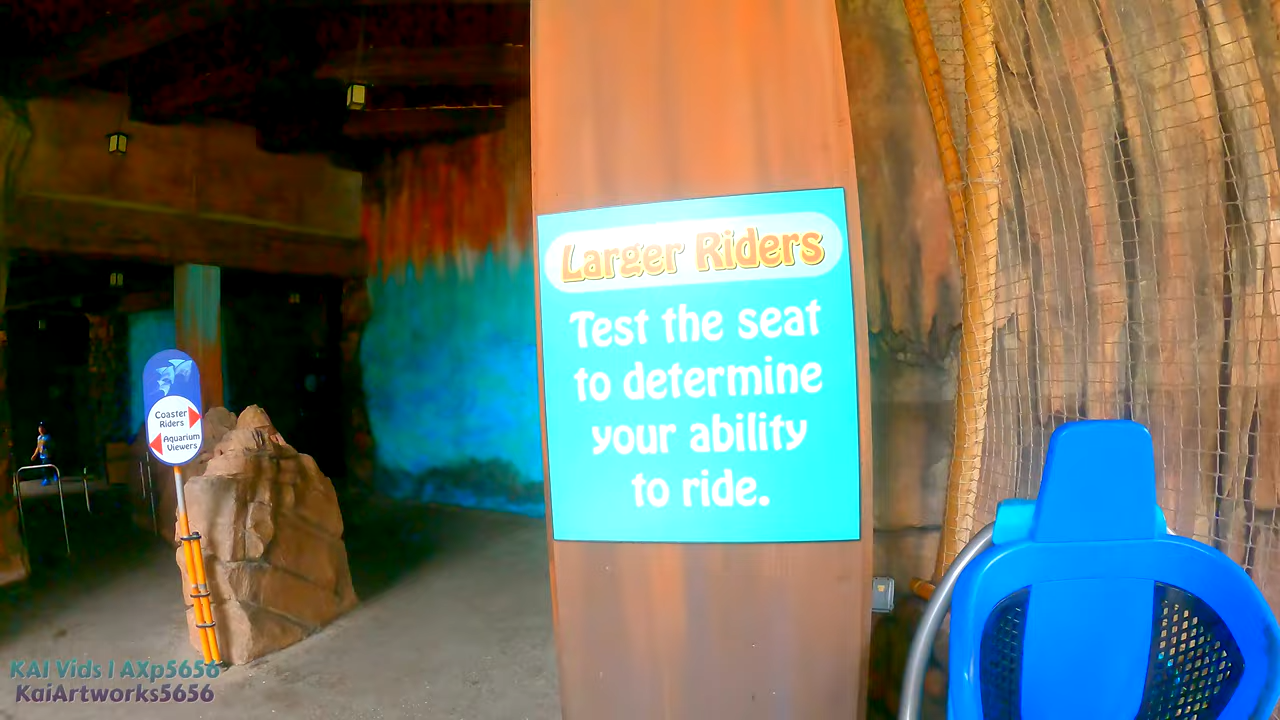 Larger Riders
Test the seat
to determine
your ability
to ride.
Coaster
Riders
Aquarium
Viewers
KAI Vids | AXp5656
KaiArtworks5656